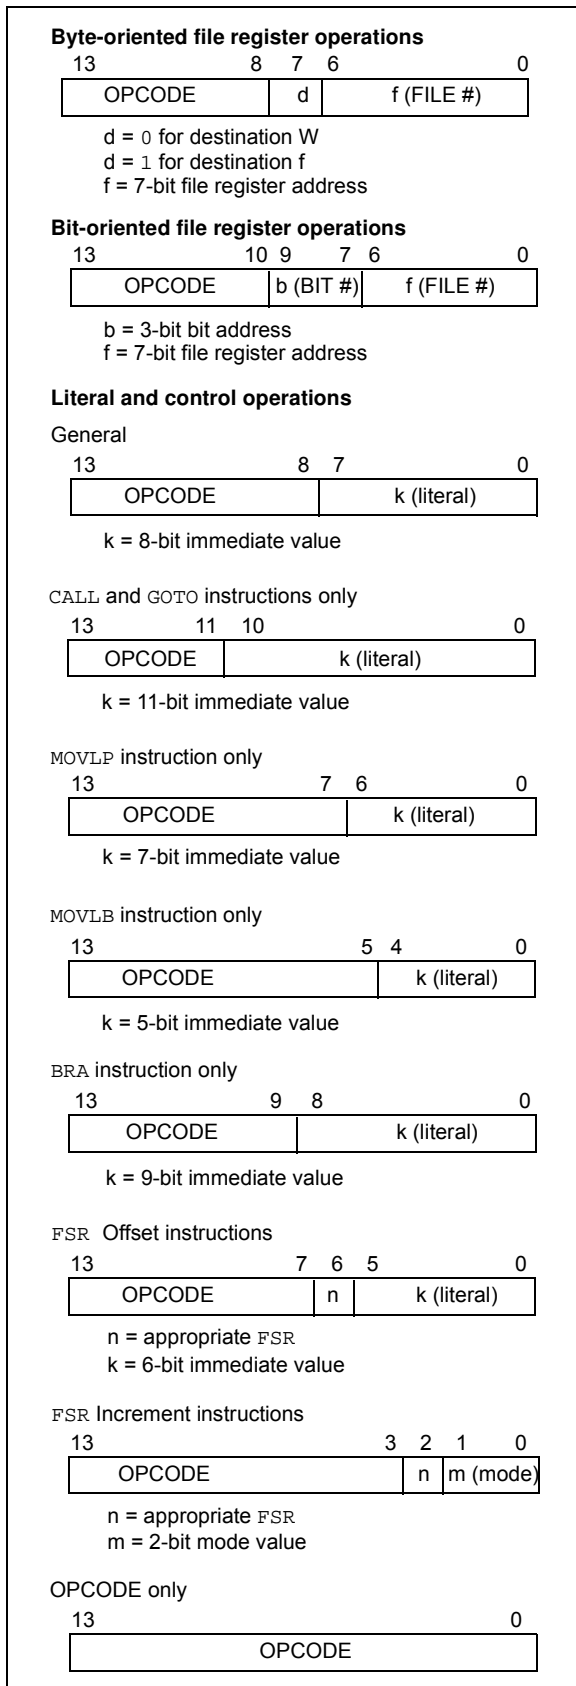 Byte-oriented file register operations
13 8 7 6 0
OPCODE d f (FILE #)
d = 0 for destination W
d = 1 for destination f
f = 7-bit file register address
Bit-oriented file register operations
13 10 9 7 6 0
OPCODE b (BIT #) f (FILE #)
b = 3-bit bit address
f = 7-bit file register address
Literal and control operations
General
13 8 7 0
OPCODE k (literal)
k = 8-bit immediate value
CALL and GOTO instructions only
13 11 10 0
OPCODE k (literal)
k = 11-bit immediate value
MOVLP instruction only
13 7 6 0
OPCODE k (literal)
k = 7-bit immediate value
MOVLB instruction only
13 5 4 0
OPCODE k (literal)
k = 5-bit immediate value
BRA instruction only
13 9 8 0
OPCODE k (literal)
k = 9-bit immediate value
FSR Offset instructions
13 7 6 5 0
OPCODE n k (literal)
n = appropriate FSR
k = 6-bit immediate value
FSR Increment instructions
13 3 2 1 0
OPCODE n m (mode)
n = appropriate FSR
m = 2-bit mode value
OPCODE only
13 0
OPCODE